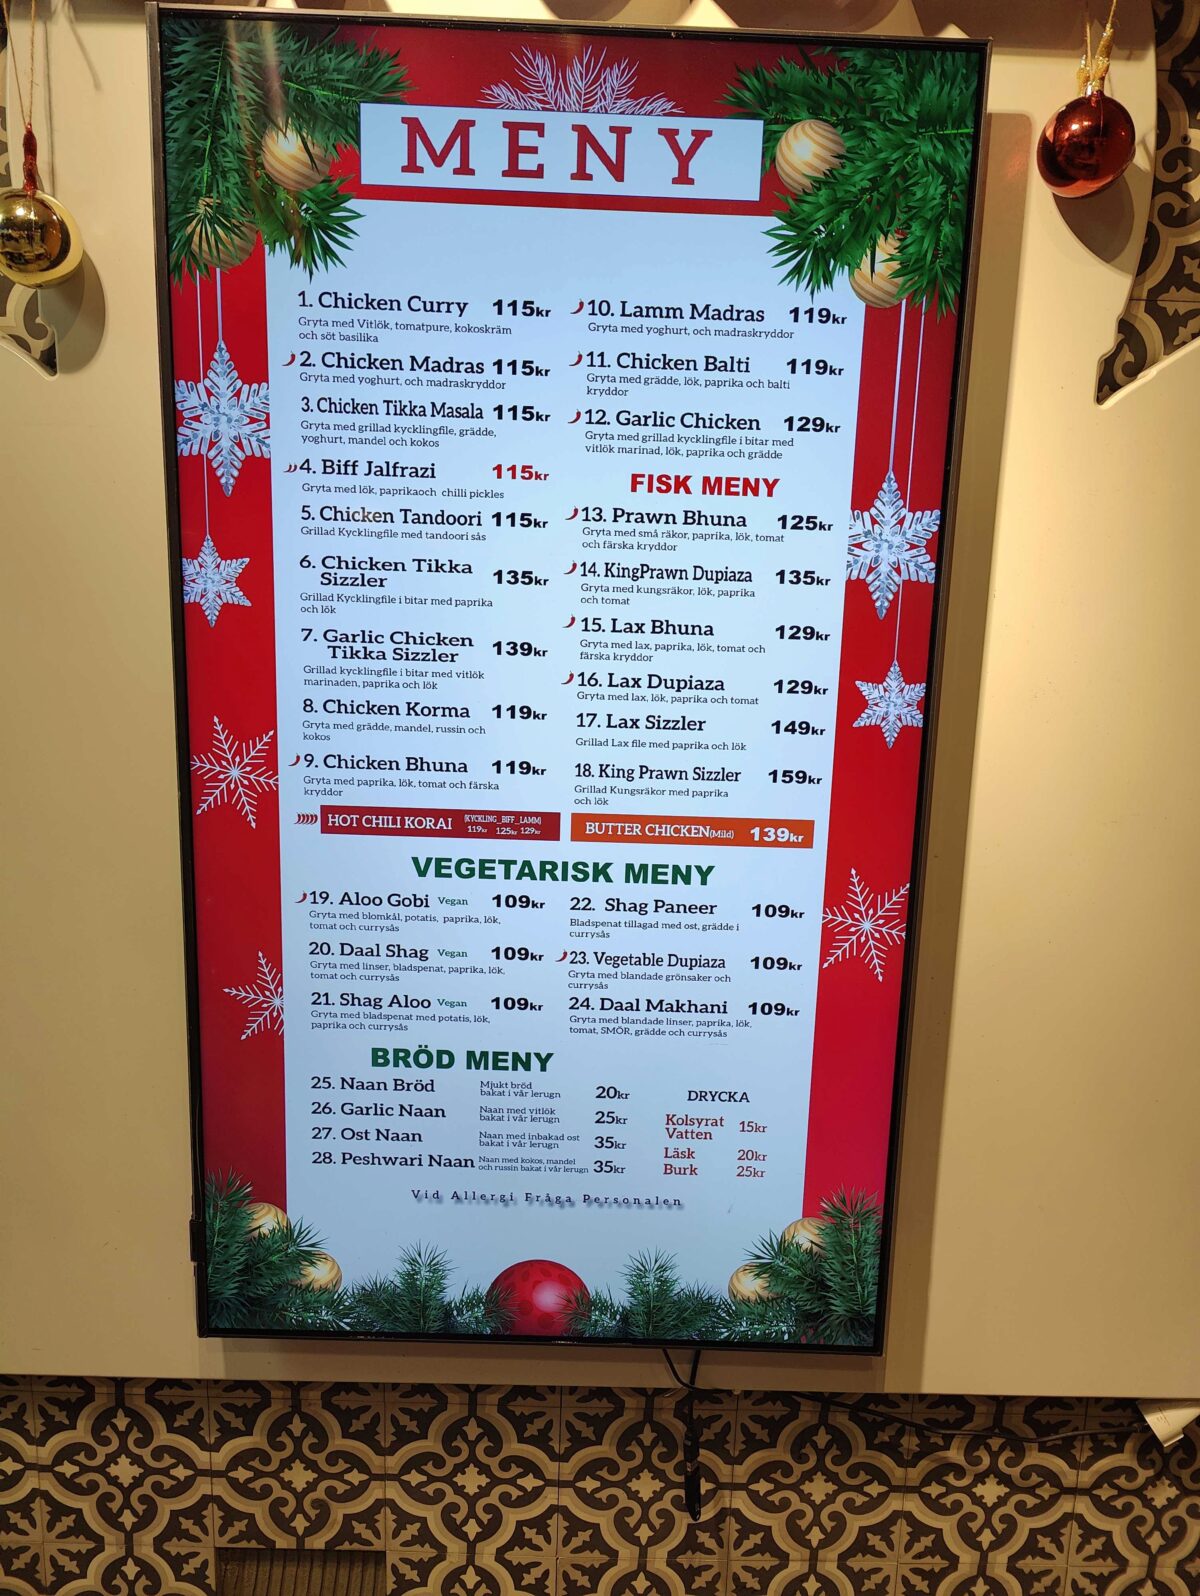 MENY
1. Chicken Curry 115kr
Gryta med Vitlök, tomatpure, kokoskräm
och söt basilika
2. Chicken Madras 115kr
Gryta med yoghurt, och madraskryddor
3. Chicken Tikka Masala 115kr
Gryta med grillad kycklingfile, grädde,
yoghurt, mandel och kokos
4. Biff Jalfrazi 115kr
Gryta med lök, paprikaoch chilli pickles
5. Chicken Tandoori 115kr
Grillad Kycklingfile med tandoori sås
6. Chicken Tikka
Sizzler 135kr
Grillad Kycklingfile i bitar med paprika
och lök
7. Garlic Chicken
Tikka Sizzler 139kr
Grillad kycklingfile i bitar med vitlök
marinaden, paprika och lök
8. Chicken Korma 119kr
Gryta med grädde, mandel, russin och
kokos
9. Chicken Bhuna 119kr
Gryta med paprika, lök, tomat och färska
kryddor
HOT CHILI KORAI (KYCKLING_BIFF_LAMM)
119kr 125kr 129kr
10. Lamm Madras 119kr
Gryta med yoghurt, och madraskryddor
11. Chicken Balti 119kr
Gryta med grädde, lök, paprika och balti
kryddor
12. Garlic Chicken 129kr
Gryta med grillad kycklingfile i bitar med
vitlök marinad, lök, paprika och grädde
FISK MENY
13. Prawn Bhuna 125kr
Gryta med små räkor, paprika, lök, tomat
och färska kryddor
14. KingPrawn Dupiaza 135kr
Gryta med kungsräkor, lök, paprika
och tomat
15. Lax Bhuna 129kr
Gryta med lax, paprika, lök, tomat och
färska kryddor
16. Lax Dupiaza 129kr
Gryta med lax, lök, paprika och tomat
17. Lax Sizzler 149kr
Grillad Lax file med paprika och lök
18. King Prawn Sizzler 159kr
Grillad Kungsräkor med paprika
och lök
BUTTER CHICKEN(Mild) 139kr
VEGETARISK MENY
19. Aloo Gobi Vegan 109kr
Gryta med blomkål, potatis, paprika, lök,
tomat och currysås
20. Daal Shag Vegan 109kr
Gryta med linser, bladspenat, paprika, lök,
tomat och currysås
21. Shag Aloo Vegan 109kr
Gryta med bladspenat med potatis, lök,
paprika och currysås
22. Shag Paneer 109kr
Bladspenat tillagad med ost, grädde i
currysås
23. Vegetable Dupiaza 109kr
Gryta med blandade grönsaker och
currysås
24. Daal Makhani 109kr
Gryta med blandade linser, paprika, lök,
tomat, SMÖR, grädde och currysås
BRÖD MENY
25. Naan Bröd Mjukt bröd
bakat i vår lerugn 20kr
26. Garlic Naan Naan med vitlök
bakat i vår lerugn 25kr
27. Ost Naan Naan med inbakad ost
bakat i vår lerugn 35kr
28. Peshwari Naan Naan med kokos, mandel
och russin bakat i vår lerugn 35kr
DRYCKA
Kolsyrat
Vatten 15kr
Läsk 20kr
Burk 25kr
Vid Allergi Fråga Personalen